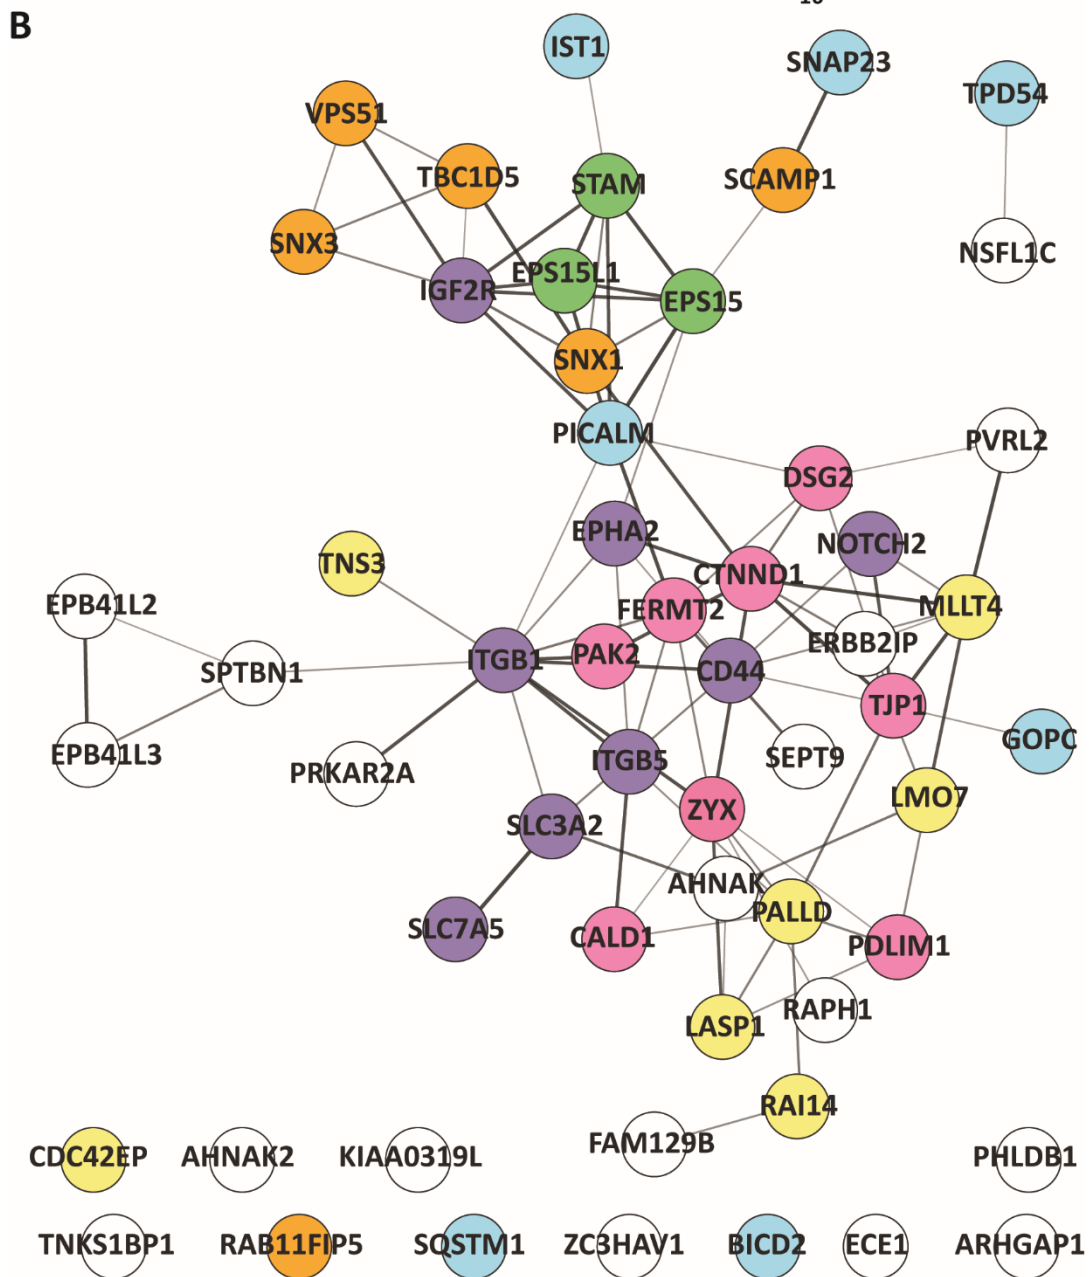 10
B
IST1
SNAP23
TPD54
VPS51
TBC1D5
STAM
SCAMP1
SNX3
NSFL1C
EPS15L1
IGF2R
EPS15
SNX1
PICALM
PVRL2
DSG2
EPHA2
NOTCH2
TNS3
CTNND1
EPB41L2
FERMT2
MLLT4
ERBB2IP
ITGB1
PAK2
SPTBN1
CD44
TJP1
GOPC
EPB41L3
ITGB5
SEPT9
PRKAR2A
LMO7
ZYX
SLC3A2
AHNAK
PALLD
SLC7A5
CALD1
PDLIM1
RAPH1
LASP1
RAI14
FAM129B
CDC42EP
AHNAK2
KIAA0319L
PHLDB1
TNKS1BP1
RAB11FIP5
SQSTM1
ZC3HAV1
BICD2
ECE1
ARHGAP1